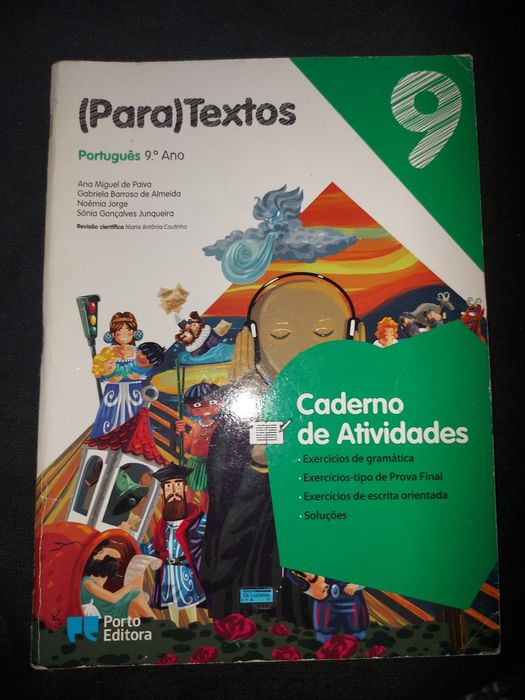 (Para)Textos
9
Português 9.º Ano
Ana Miguel de Paiva
Gabriela Barroso de Almeida
Noémia Jorge
Sónia Gonçalves Junqueira
Revisão científica Maria Antónia Coutinho
Caderno
de Atividades
• Exercícios de gramática
• Exercícios-tipo de Prova Final
• Exercícios de escrita orientada
• Soluções
Os Lusíadas
Porto
Editora